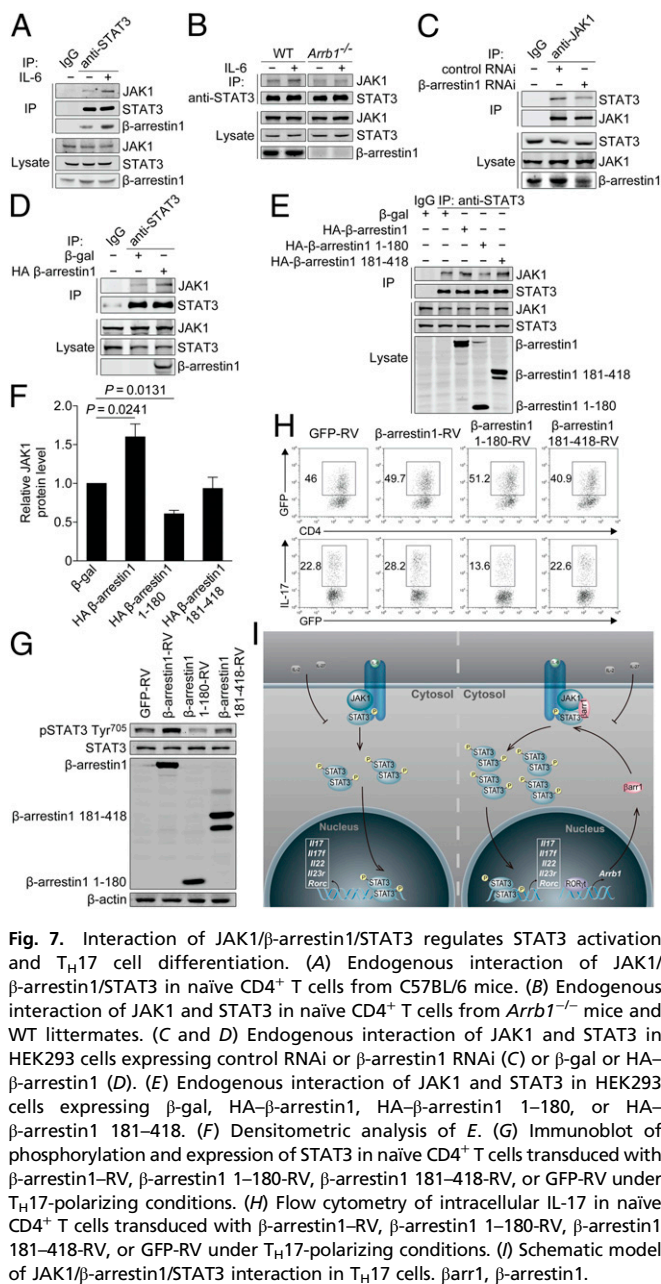 A
IP:
IgG
anti-STAT3
IL-6
– – +
IP
JAK1
STAT3
β-arrestin1
Lysate
JAK1
STAT3
β-arrestin1
B
WT
Arrb1⁻/⁻
IL-6
– + – +
IP:
anti-STAT3
JAK1
STAT3
Lysate
JAK1
STAT3
β-arrestin1
C
IP:
IgG
anti-JAK1
control RNAi
– + –
β-arrestin1 RNAi
– – +
IP
STAT3
JAK1
Lysate
STAT3
JAK1
β-arrestin1
D
IP:
IgG
anti-STAT3
β-gal
– + –
HA β-arrestin1
– – +
IP
JAK1
STAT3
Lysate
JAK1
STAT3
β-arrestin1
E
IgG IP: anti-STAT3
β-gal
+ + – – –
HA-β-arrestin1
– – + – –
HA-β-arrestin1 1-180
– – – + –
HA-β-arrestin1 181-418
– – – – +
IP
JAK1
STAT3
JAK1
STAT3
Lysate
β-arrestin1
β-arrestin1 181-418
β-arrestin1 1-180
F
P = 0.0131
P = 0.0241
Relative JAK1
protein level
2.0
1.5
1.0
0.5
0
β-gal
HA β-arrestin1
HA β-arrestin1
1-180
HA β-arrestin1
181-418
G
GFP-RV
β-arrestin1-RV
β-arrestin1
1-180-RV
β-arrestin1
181-418-RV
pSTAT3 Tyr⁷⁰⁵
STAT3
β-arrestin1
β-arrestin1 181-418
β-arrestin1 1-180
β-actin
H
GFP-RV
β-arrestin1-RV
β-arrestin1
1-180-RV
β-arrestin1
181-418-RV
GFP
46
49.7
51.2
40.9
CD4
IL-17
22.8
28.2
13.6
22.6
GFP
I
JAK1
STAT3
P
Cytosol
STAT3
STAT3
P
P
STAT3
STAT3
P
P
Nucleus
Il17
Il17f
Il22
Il23r
Rorc
STAT3
STAT3
P
P
Cytosol
JAK1
STAT3
βarr1
P
STAT3
STAT3
STAT3
STAT3
STAT3
STAT3
STAT3
STAT3
βarr1
Nucleus
Il17
Il17f
Il22
Il23r
Rorc
STAT3
STAT3
P
P
RORγt
Arrb1
Fig. 7. Interaction of JAK1/β-arrestin1/STAT3 regulates STAT3 activation
and TH17 cell differentiation. (A) Endogenous interaction of JAK1/
β-arrestin1/STAT3 in naïve CD4⁺ T cells from C57BL/6 mice. (B) Endogenous
interaction of JAK1 and STAT3 in naïve CD4⁺ T cells from Arrb1⁻/⁻ mice and
WT littermates. (C and D) Endogenous interaction of JAK1 and STAT3 in
HEK293 cells expressing control RNAi or β-arrestin1 RNAi (C) or β-gal or HA–
β-arrestin1 (D). (E) Endogenous interaction of JAK1 and STAT3 in HEK293
cells expressing β-gal, HA–β-arrestin1, HA–β-arrestin1 1–180, or HA–
β-arrestin1 181–418. (F) Densitometric analysis of E. (G) Immunoblot of
phosphorylation and expression of STAT3 in naïve CD4⁺ T cells transduced with
β-arrestin1–RV, β-arrestin1 1–180-RV, β-arrestin1 181–418-RV, or GFP-RV under
TH17-polarizing conditions. (H) Flow cytometry of intracellular IL-17 in naïve
CD4⁺ T cells transduced with β-arrestin1–RV, β-arrestin1 1–180-RV, β-arrestin1
181–418-RV, or GFP-RV under TH17-polarizing conditions. (I) Schematic model
of JAK1/β-arrestin1/STAT3 interaction in TH17 cells. βarr1, β-arrestin1.